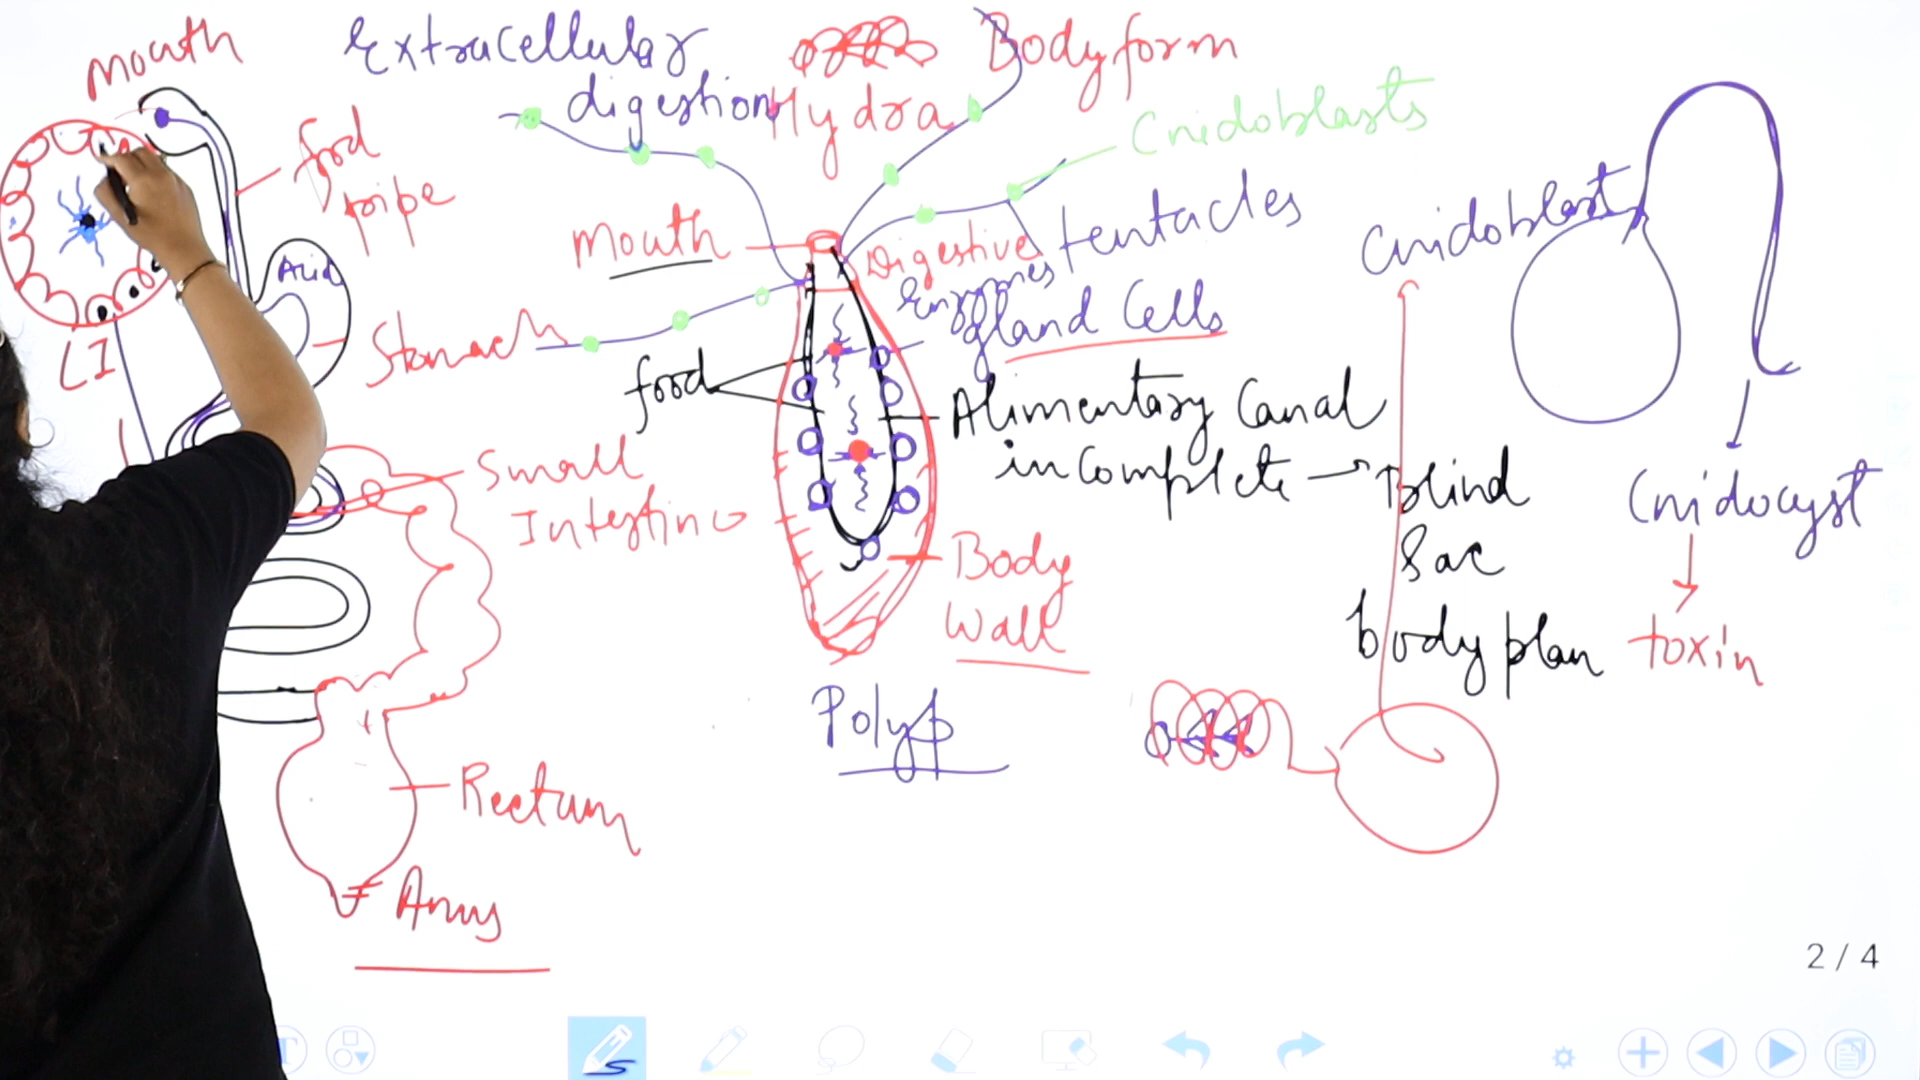 Mouth
Extracellular
digestion
Hydra
Body form
Cnidoblasts
food
pipe
Mouth
Digestive
Enzymes
tentacles
gland Cells
Cnidoblast
Acid
Stomach
LI
food
Alimentary Canal
incomplete → Blind
Sac
body plan
Small
Intestine
Cnidocyst
toxin
Body
Wall
Polyp
Rectum
Anus
2 / 4
T